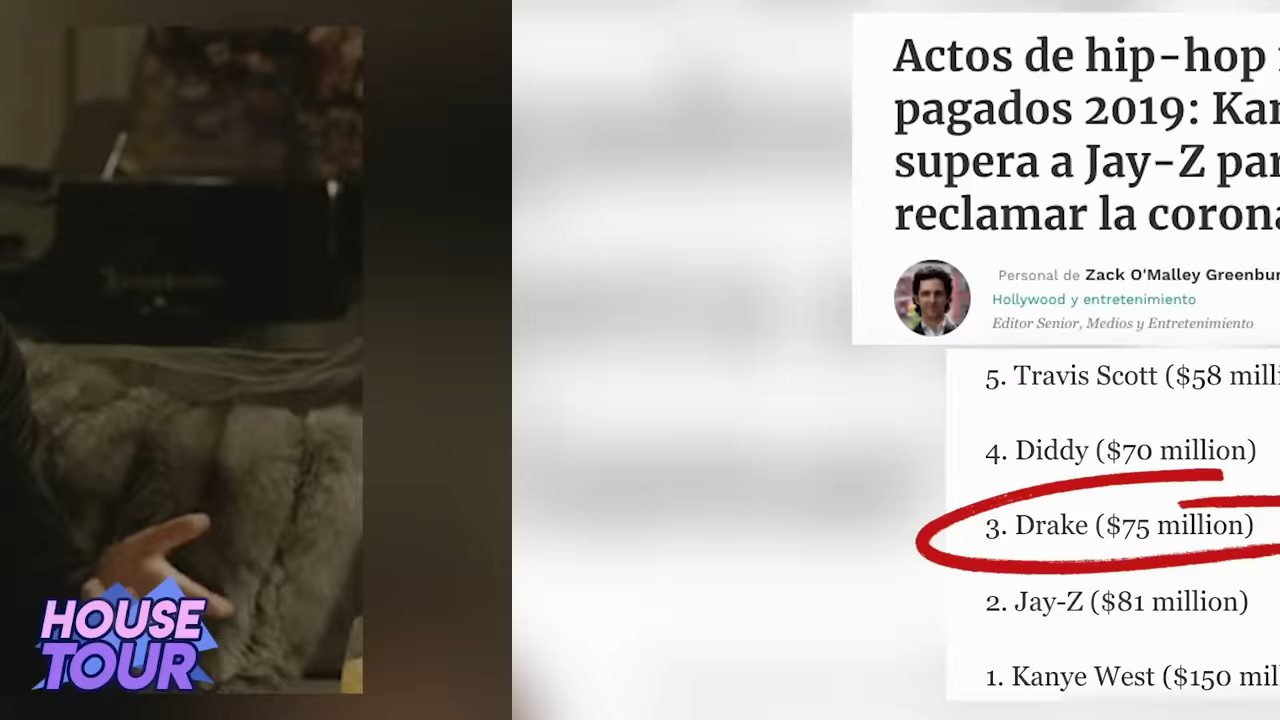 HOUSE
TOUR
Actos de hip-hop
pagados 2019: Kan
supera a Jay-Z par
reclamar la corona
Personal de Zack O'Malley Greenbur
Hollywood y entretenimiento
Editor Senior, Medios y Entretenimiento
5. Travis Scott ($58 milli
4. Diddy ($70 million)
3. Drake ($75 million)
2. Jay-Z ($81 million)
1. Kanye West ($150 mil